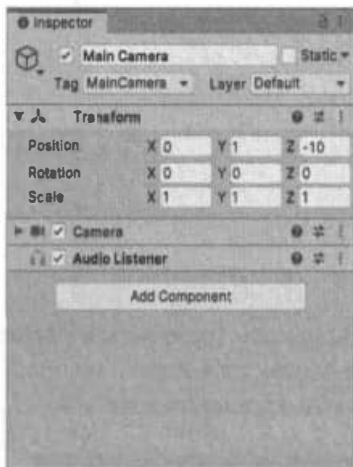 Inspector
Main Camera Static
Tag MainCamera Layer Default
Transform
Position X 0 Y 1 Z -10
Rotation X 0 Y 0 Z 0
Scale X 1 Y 1 Z 1
Camera
Audio Listener
Add Component